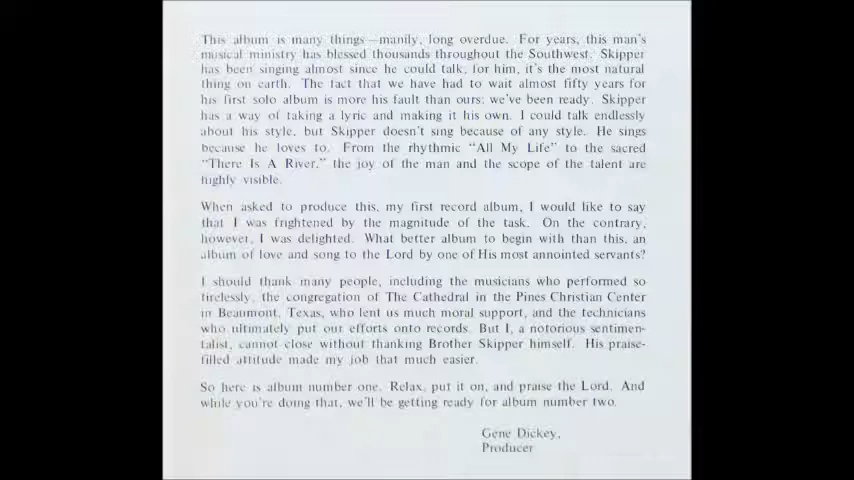 This album is many things—manily, long overdue. For years, this man's
musical ministry has blessed thousands throughout the Southwest. Skipper
has been singing almost since he could talk, for him, it's the most natural
thing on earth. The fact that we have had to wait almost fifty years for
his first solo album is more his fault than ours; we've been ready. Skipper
has a way of taking a lyric and making it his own. I could talk endlessly
about his style, but Skipper doesn't sing because of any style. He sings
because he loves to. From the rhythmic "All My Life" to the sacred
"There Is A River," the joy of the man and the scope of the talent are
highly visible.
When asked to produce this, my first record album, I would like to say
that I was frightened by the magnitude of the task. On the contrary,
however, I was delighted. What better album to begin with than this, an
album of love and song to the Lord by one of His most annointed servants?
I should thank many people, including the musicians who performed so
tirelessly, the congregation of The Cathedral in the Pines Christian Center
in Beaumont, Texas, who lent us much moral support, and the technicians
who ultimately put our efforts onto records. But I, a notorious sentimen-
talist, cannot close without thanking Brother Skipper himself. His praise-
filled attitude made my job that much easier.
So here is album number one. Relax, put it on, and praise the Lord. And
while you're doing that, we'll be getting ready for album number two.
Gene Dickey,
Producer